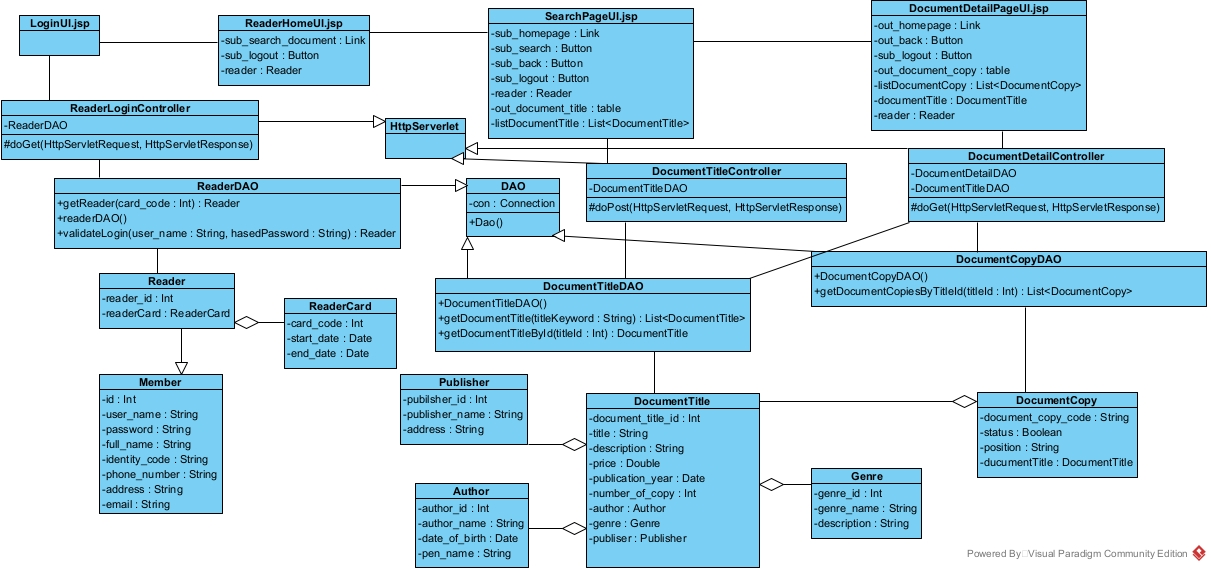 LoginUI.jsp
ReaderHomeUI.jsp
-sub_search_document : Link
-sub_logout : Button
-reader : Reader
SearchPageUI.jsp
-sub_homepage : Link
-sub_search : Button
-sub_back : Button
-sub_logout : Button
-reader : Reader
-out_document_title : table
-listDocumentTitle : List<DocumentTitle>
DocumentDetailPageUI.jsp
-out_homepage : Link
-out_back : Button
-sub_logout : Button
-out_document_copy : table
-listDocumentCopy : List<DocumentCopy>
-documentTitle : DocumentTitle
-reader : Reader
ReaderLoginController
-ReaderDAO
#doGet(HttpServletRequest, HttpServletResponse)
HttpServerlet
DocumentTitleController
-DocumentTitleDAO
#doPost(HttpServletRequest, HttpServletResponse)
DocumentDetailController
-DocumentDetailDAO
-DocumentTitleDAO
#doGet(HttpServletRequest, HttpServletResponse)
ReaderDAO
+getReader(card_code : Int) : Reader
+readerDAO()
+validateLogin(user_name : String, hasedPassword : String) : Reader
DAO
-con : Connection
+Dao()
DocumentCopyDAO
+DocumentCopyDAO()
+getDocumentCopiesByTitleId(titleId : Int) : List<DocumentCopy>
Reader
-reader_id : Int
-readerCard : ReaderCard
ReaderCard
-card_code : Int
-start_date : Date
-end_date : Date
DocumentTitleDAO
+DocumentTitleDAO()
+getDocumentTitle(titleKeyword : String) : List<DocumentTitle>
+getDocumentTitleById(titleId : Int) : DocumentTitle
Member
-id : Int
-user_name : String
-password : String
-full_name : String
-identity_code : String
-phone_number : String
-address : String
-email : String
Publisher
-pubilsher_id : Int
-publisher_name : String
-address : String
DocumentTitle
-document_title_id : Int
-title : String
-description : String
-price : Double
-publication_year : Date
-number_of_copy : Int
-author : Author
-genre : Genre
-publiser : Publisher
DocumentCopy
-document_copy_code : String
-status : Boolean
-position : String
-ducumentTitle : DocumentTitle
Author
-author_id : Int
-author_name : String
-date_of_birth : Date
-pen_name : String
Genre
-genre_id : Int
-genre_name : String
-description : String
Powered By Visual Paradigm Community Edition